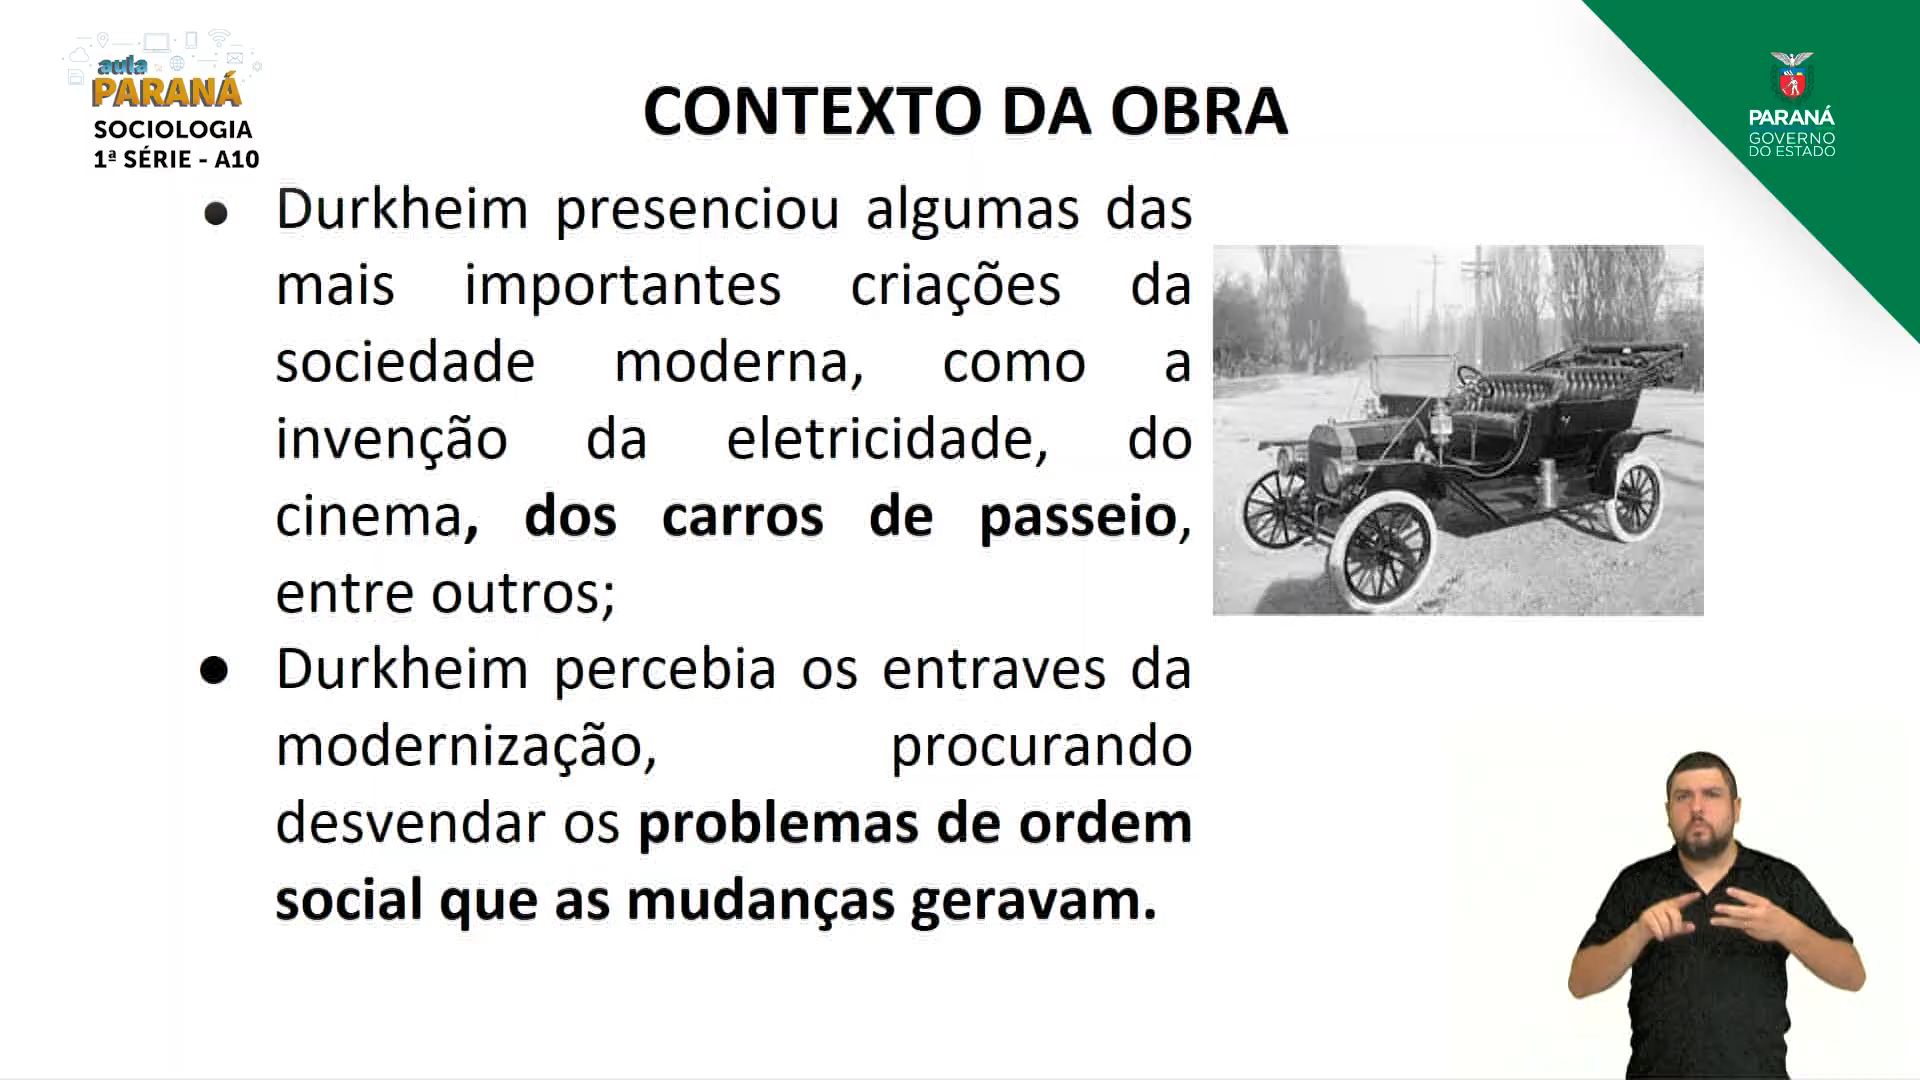 aula
PARANÁ
SOCIOLOGIA
1ª SÉRIE - A10
CONTEXTO DA OBRA
PARANÁ
GOVERNO
DO ESTADO
● Durkheim presenciou algumas das
mais importantes criações da
sociedade moderna, como a
invenção da eletricidade, do
cinema, dos carros de passeio,
entre outros;
● Durkheim percebia os entraves da
modernização, procurando
desvendar os problemas de ordem
social que as mudanças geravam.